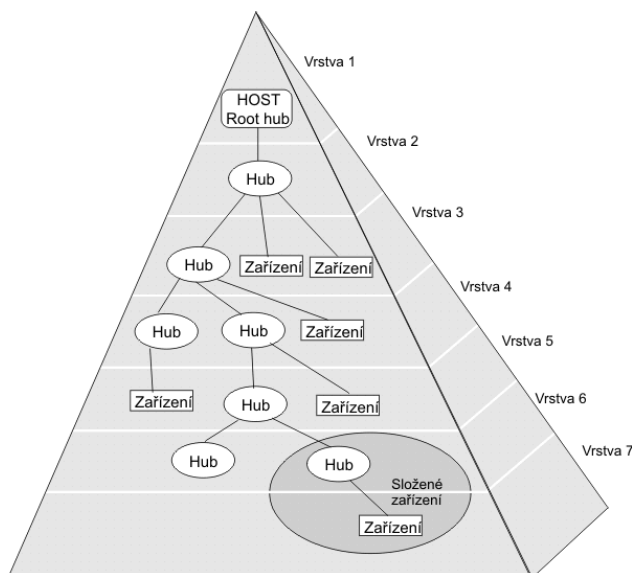 Vrstva 1
HOST
Root hub
Vrstva 2
Hub
Vrstva 3
Hub
Zařízení
Zařízení
Vrstva 4
Hub
Hub
Zařízení
Vrstva 5
Zařízení
Hub
Zařízení
Vrstva 6
Hub
Hub
Vrstva 7
Složené
zařízení
Zařízení